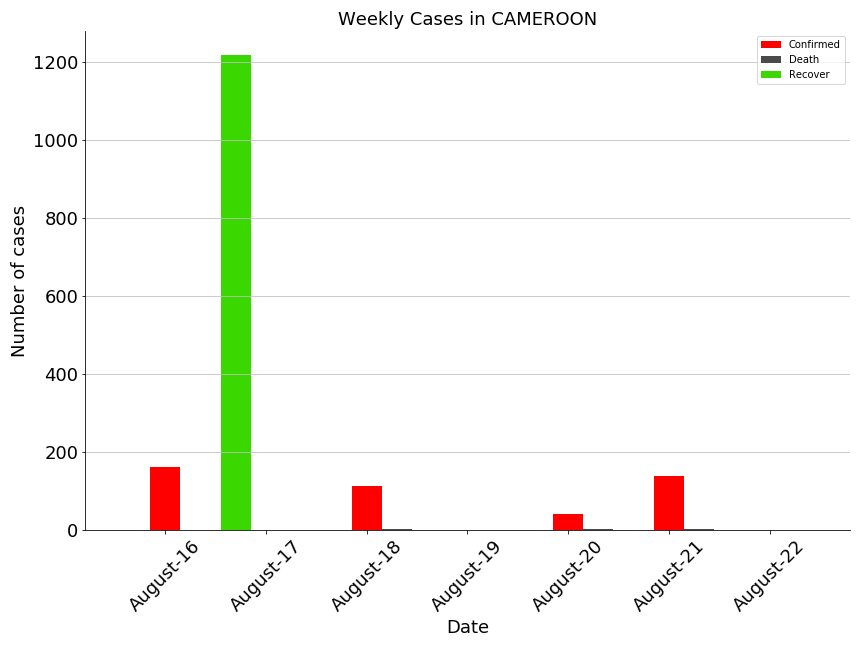 Weekly Cases in CAMEROON
Confirmed
Death
Recover
Number of cases
1200
1000
800
600
400
200
0
August-16
August-17
August-18
August-19
August-20
August-21
August-22
Date